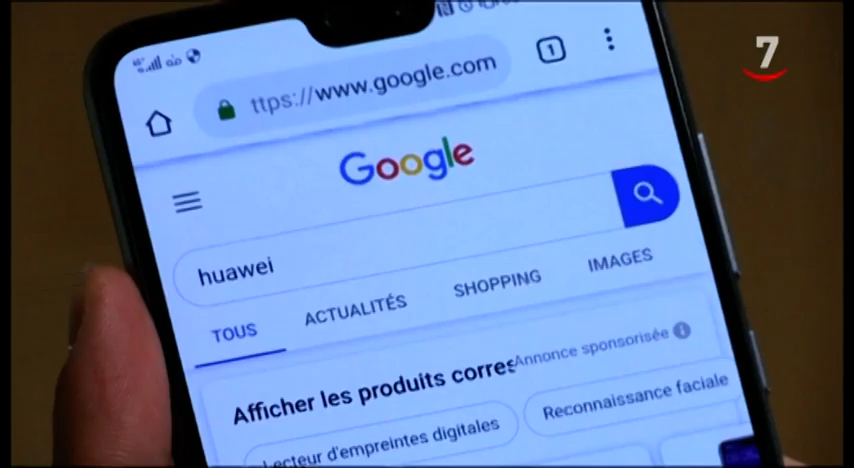 7
1
ttps://www.google.com
Google
huawei
TOUS ACTUALITÉS SHOPPING IMAGES
Afficher les produits corres Annonce sponsorisée
Lecteur d'empreintes digitales Reconnaissance faciale